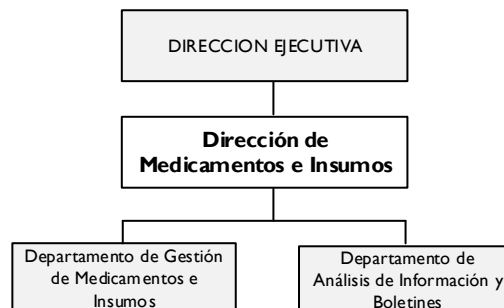 DIRECCION EJECUTIVA
Dirección de
Medicamentos e Insumos
Departamento de Gestión
de Medicamentos e
Insumos
Departamento de
Análisis de Información y
Boletines